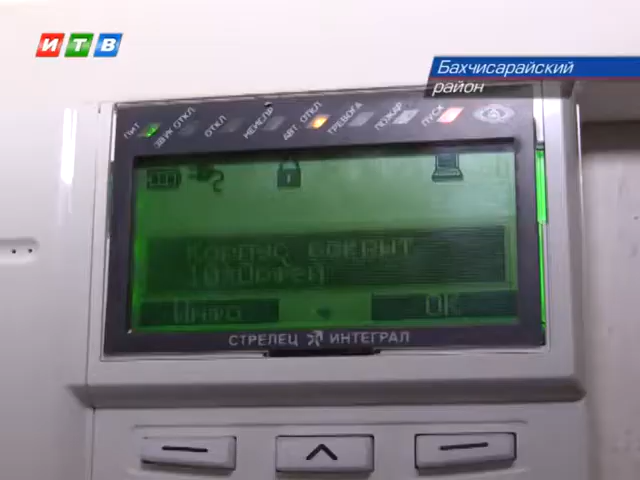 ИТВ
Бахчисарайский
район
ПИТ ЗВУК ОТКЛ ОТКЛ НЕИСПР АВТ. ОТКЛ ТРЕВОГА ПОЖАР ПУСК
Корпус вскрыт
Инфо ОК
СТРЕЛЕЦ ИНТЕГРАЛ